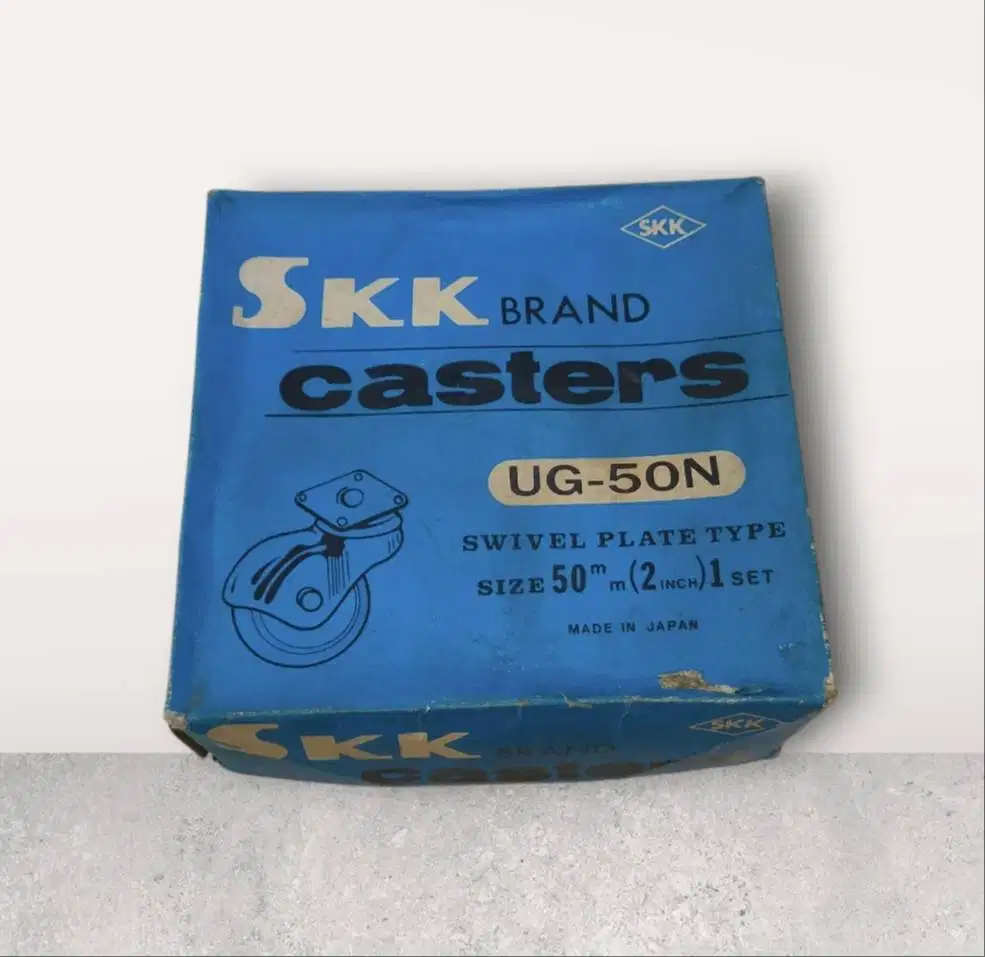 SKK
SKK BRAND
casters
UG-50N
SWIVEL PLATE TYPE
SIZE 50mm (2 INCH) 1 SET
MADE IN JAPAN
SKK BRAND
SKK
casters